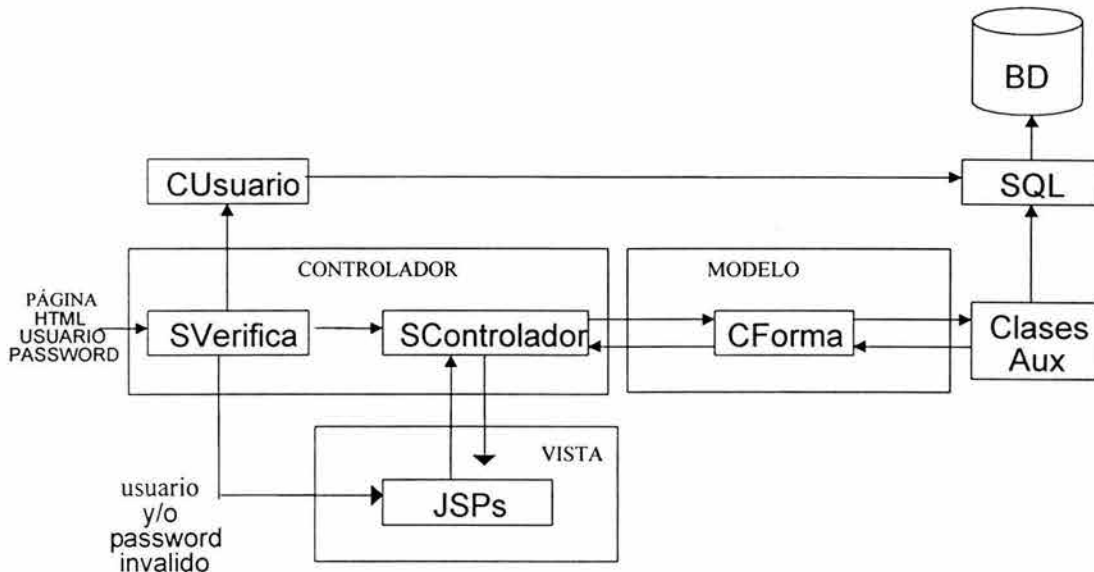 BD
CUsuario
SQL
CONTROLADOR
MODELO
PÁGINA
HTML
USUARIO
PASSWORD
SVerifica
SControlador
CForma
Clases
Aux
VISTA
JSPs
usuario
y/o
password
invalido